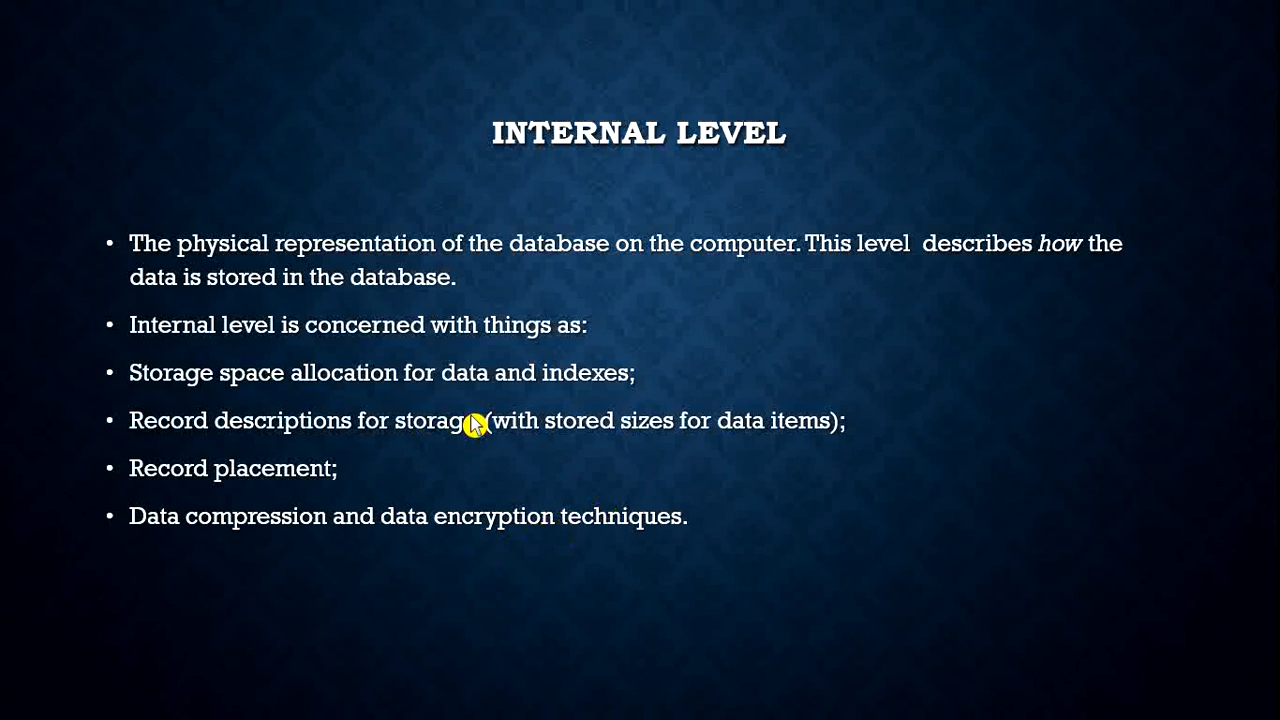 INTERNAL LEVEL
• The physical representation of the database on the computer. This level describes how the
data is stored in the database.
• Internal level is concerned with things as:
• Storage space allocation for data and indexes;
• Record descriptions for storage (with stored sizes for data items);
• Record placement;
• Data compression and data encryption techniques.